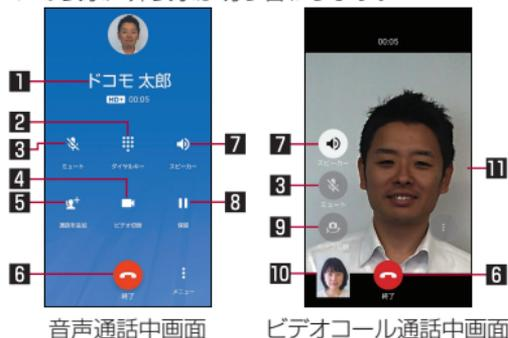 00:05
1
ドコモ 太郎
HD+ 00:05
2
3
ミュート
ダイヤルキー
スピーカー
7
4
5
通話を追加
ビデオ切替
保留
8
6
終了
メニュー
音声通話中画面
7
スピーカー
3
ミュート
11
9
10
終了
6
ビデオコール通話中画面